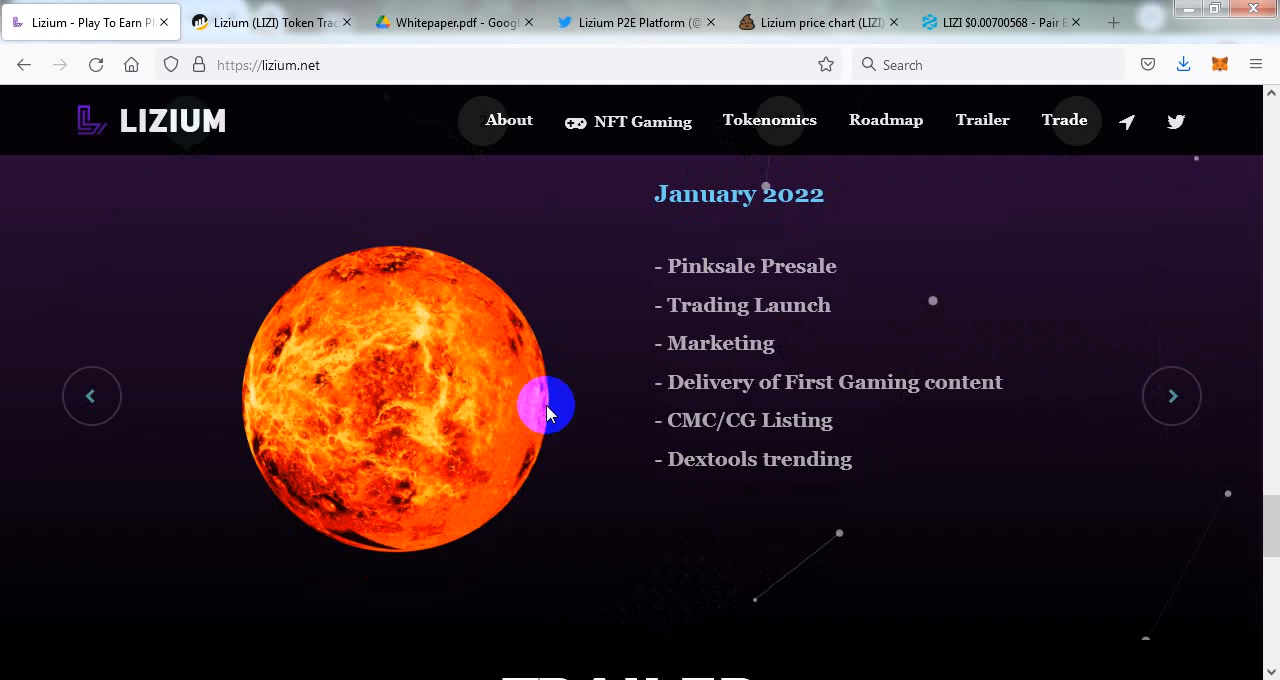 Lizium - Play To Earn Pl
Lizium (LIZI) Token Trac
Whitepaper.pdf - Googl
Lizium P2E Platform (@
Lizium price chart (LIZI)
LIZI $0.00700568 - Pair E
https://lizium.net
Search
LIZIUM
About
NFT Gaming
Tokenomics
Roadmap
Trailer
Trade
January 2022
- Pinksale Presale
- Trading Launch
- Marketing
- Delivery of First Gaming content
- CMC/CG Listing
- Dextools trending
TRAILER